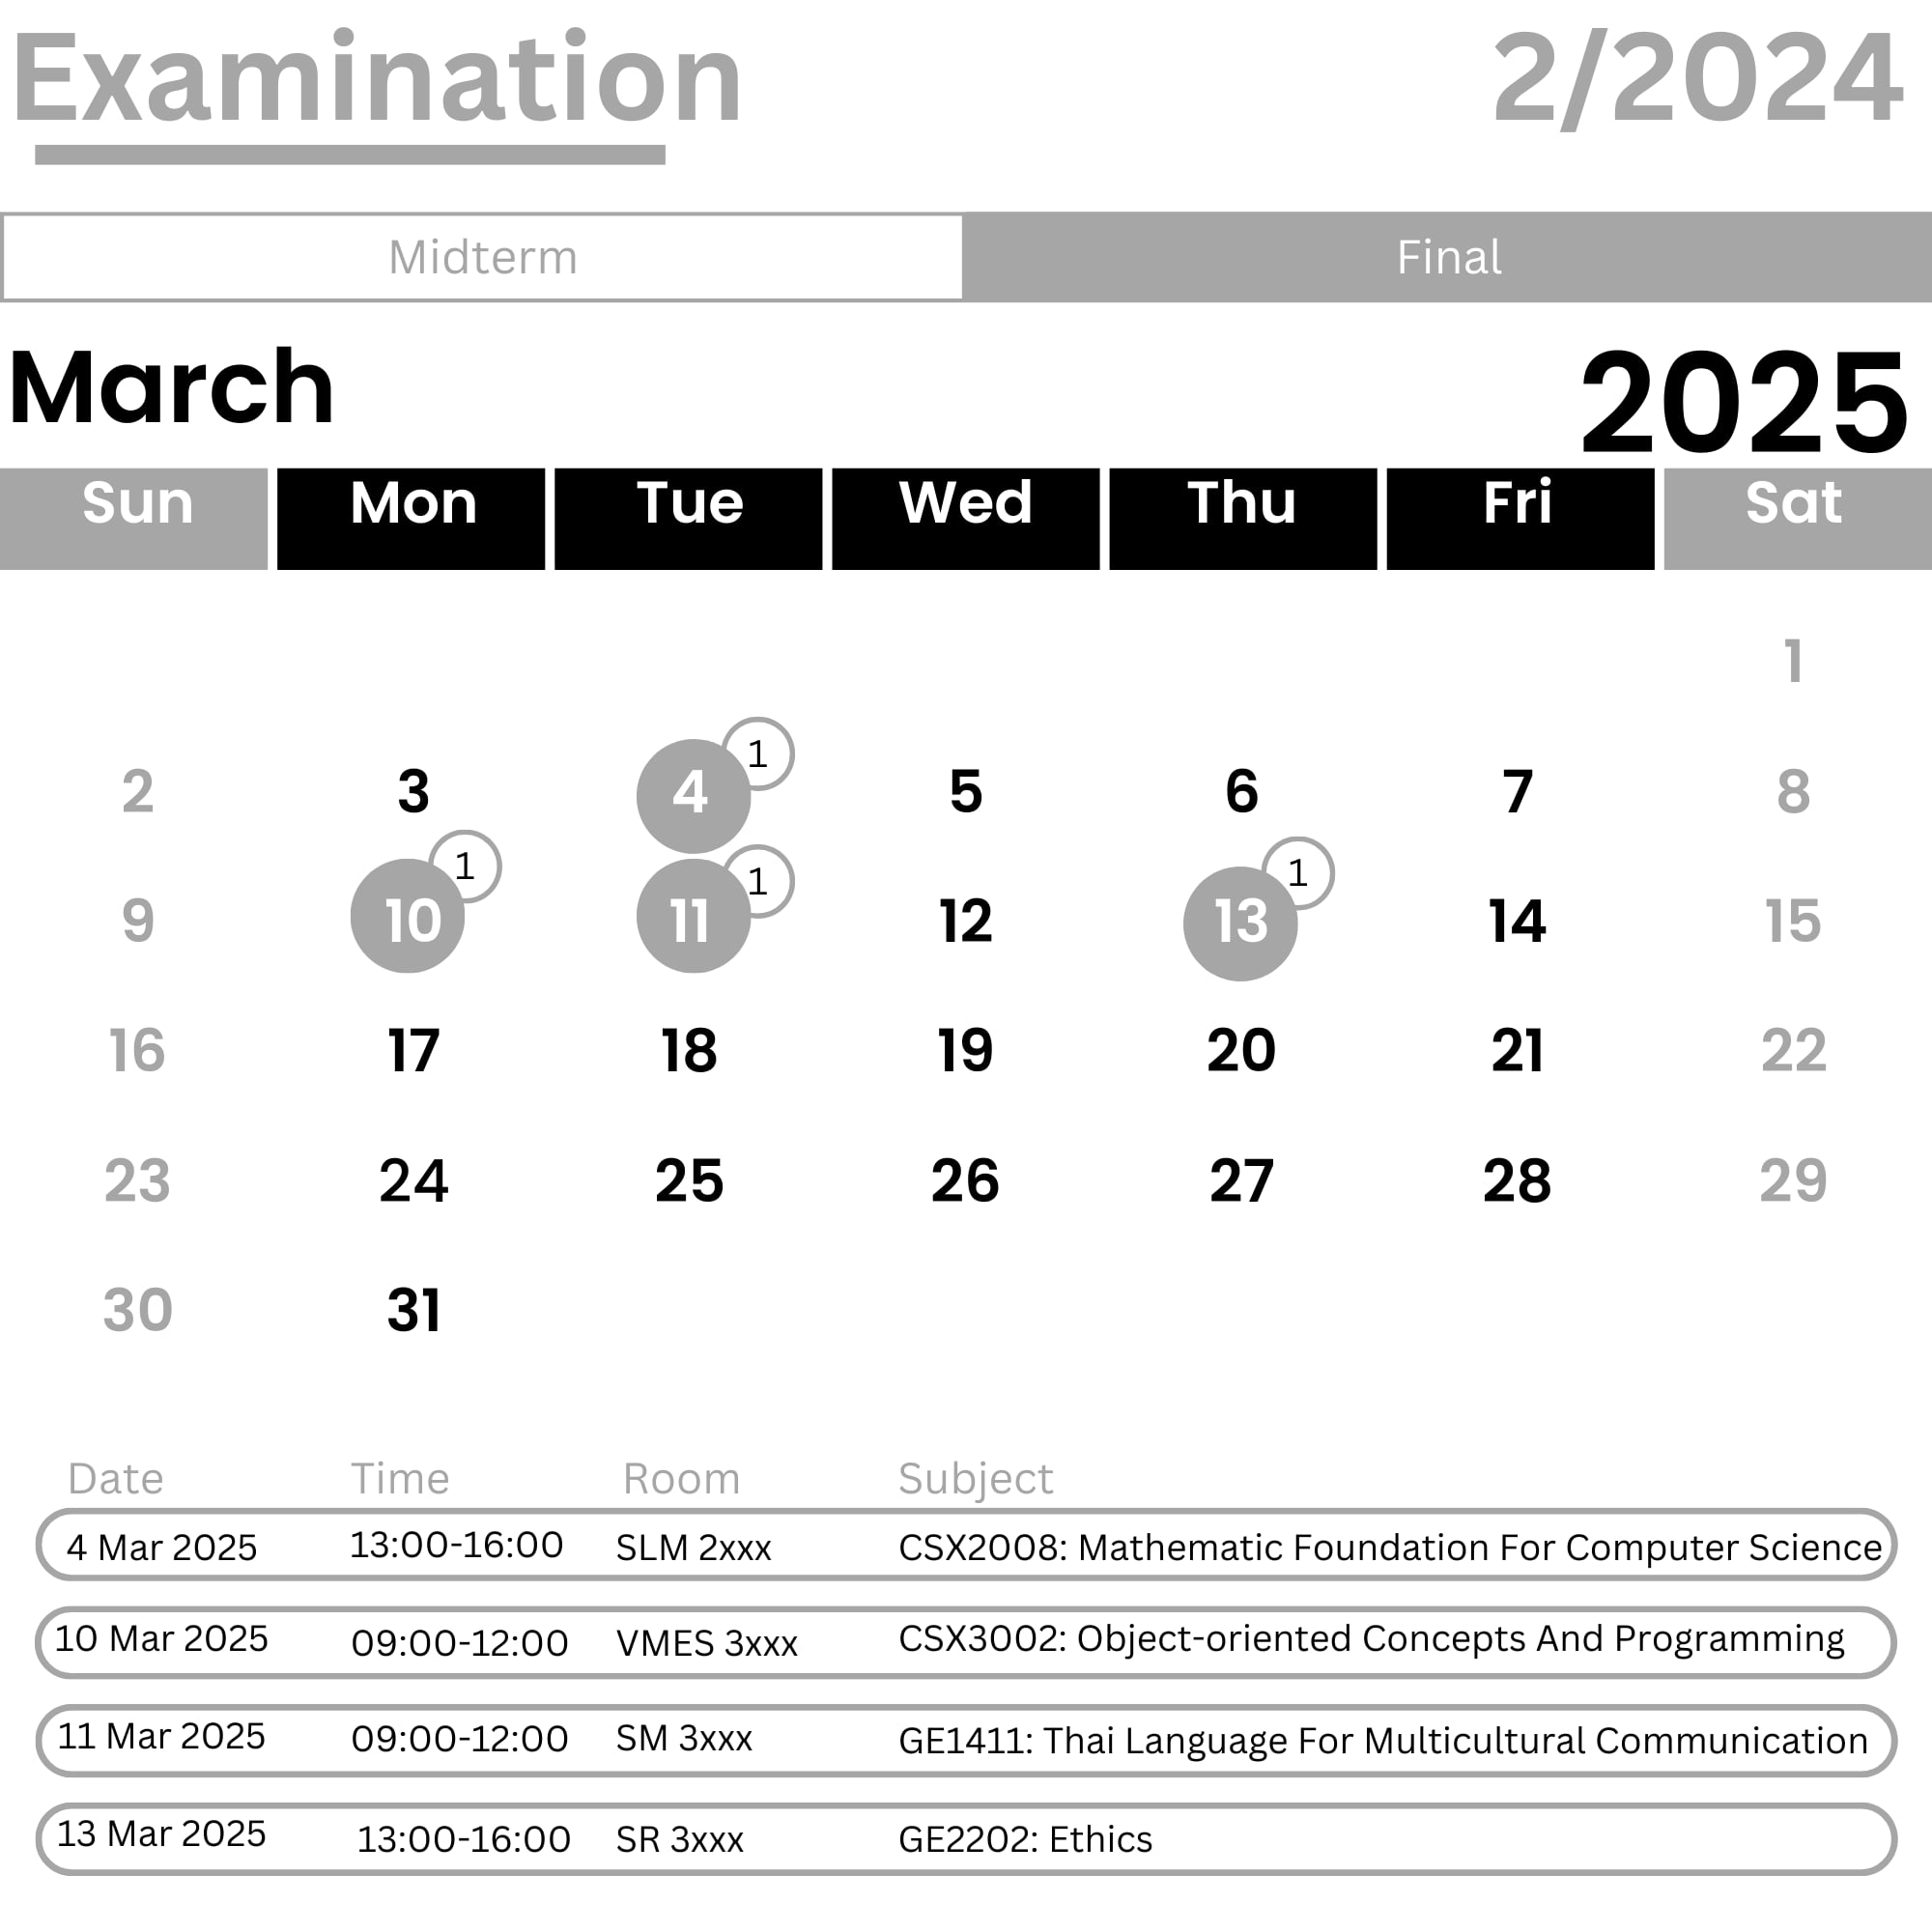 Examination 2/2024
Midterm Final
March 2025
Sun Mon Tue Wed Thu Fri Sat
1
2 3 4 1 5 6 7 8
9 10 1 11 1 12 13 1 14 15
16 17 18 19 20 21 22
23 24 25 26 27 28 29
30 31
Date Time Room Subject
4 Mar 2025 13:00-16:00 SLM 2xxx CSX2008: Mathematic Foundation For Computer Science
10 Mar 2025 09:00-12:00 VMES 3xxx CSX3002: Object-oriented Concepts And Programming
11 Mar 2025 09:00-12:00 SM 3xxx GE1411: Thai Language For Multicultural Communication
13 Mar 2025 13:00-16:00 SR 3xxx GE2202: Ethics